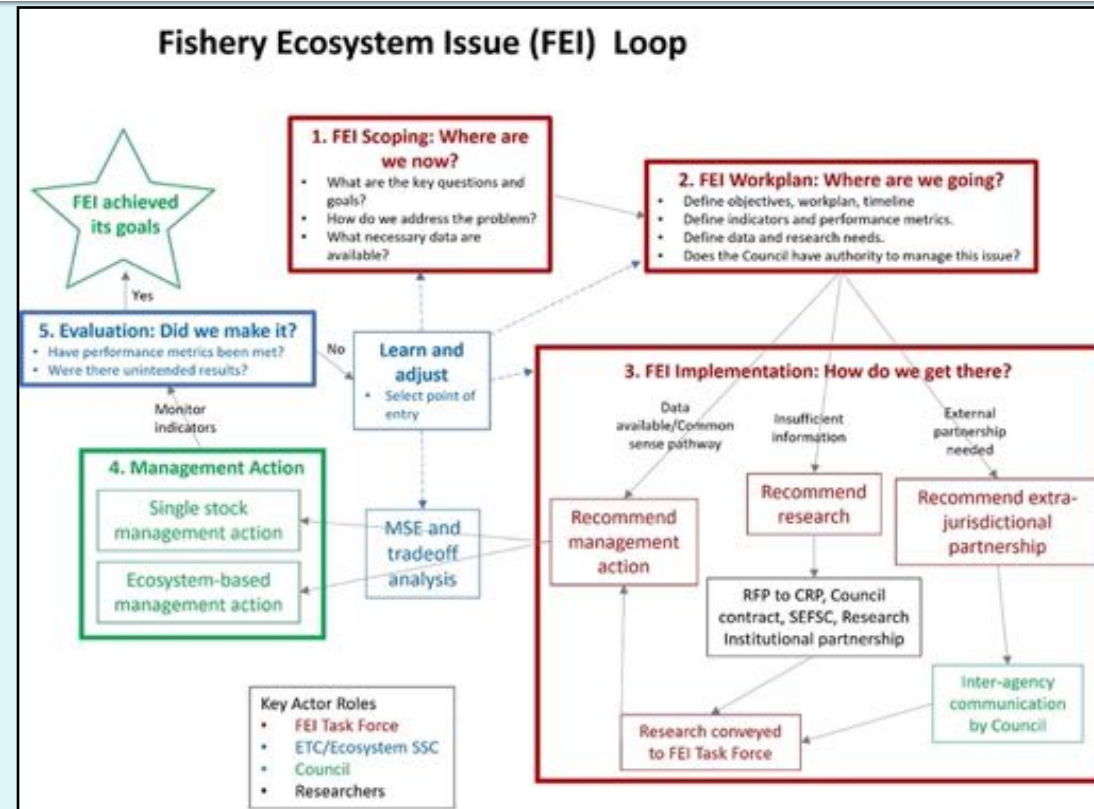 Fishery Ecosystem Issue (FEI) Loop
FEI achieved
its goals
1. FEI Scoping: Where are
we now?
• What are the key questions and
goals?
• How do we address the problem?
• What necessary data are
available?
2. FEI Workplan: Where are we going?
• Define objectives, workplan, timeline
• Define indicators and performance metrics.
• Define data and research needs.
• Does the Council have authority to manage this issue?
Yes
5. Evaluation: Did we make it?
• Have performance metrics been met?
• Were there unintended results?
No
Learn and
adjust
• Select point of
entry
Monitor
indicators
4. Management Action
Single stock
management action
Ecosystem-based
management action
MSE and
tradeoff
analysis
3. FEI Implementation: How do we get there?
Data
available/Common
sense pathway
Insufficient
information
External
partnership
needed
Recommend
management
action
Recommend
research
Recommend extra-
jurisdictional
partnership
RFP to CRP, Council
contract, SEFSC, Research
Institutional partnership
Inter-agency
communication
by Council
Research conveyed
to FEI Task Force
Key Actor Roles
• FEI Task Force
• ETC/Ecosystem SSC
• Council
• Researchers